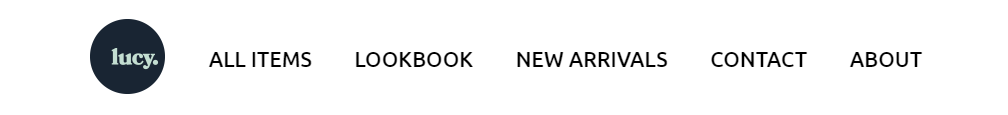 lucy. ALL ITEMS LOOKBOOK NEW ARRIVALS CONTACT ABOUT